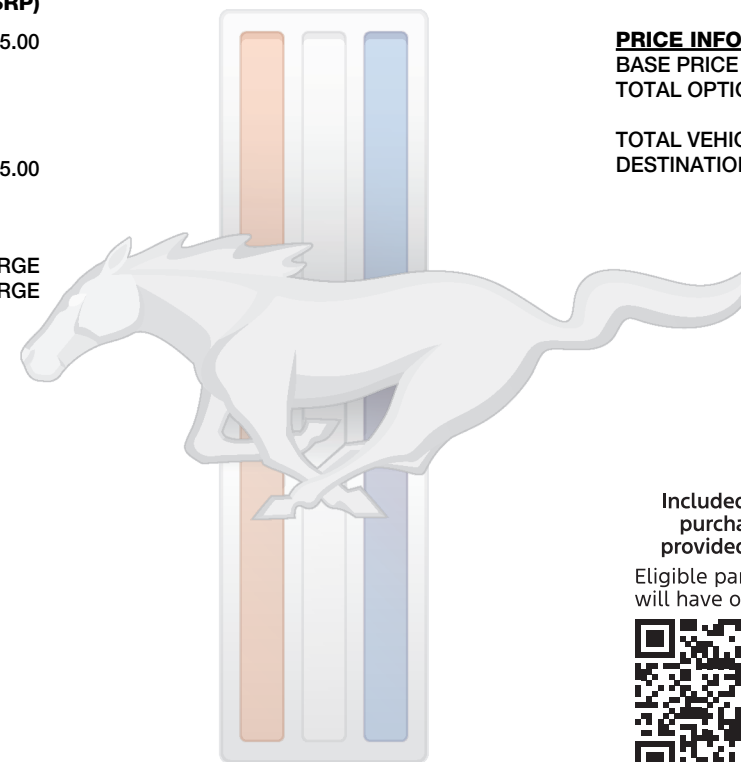 SRP)
5.00
5.00
RGE
RGE
PRICE INFO
BASE PRICE
TOTAL OPTIO
TOTAL VEHIC
DESTINATION
Included
purcha
provided
Eligible par
will have o